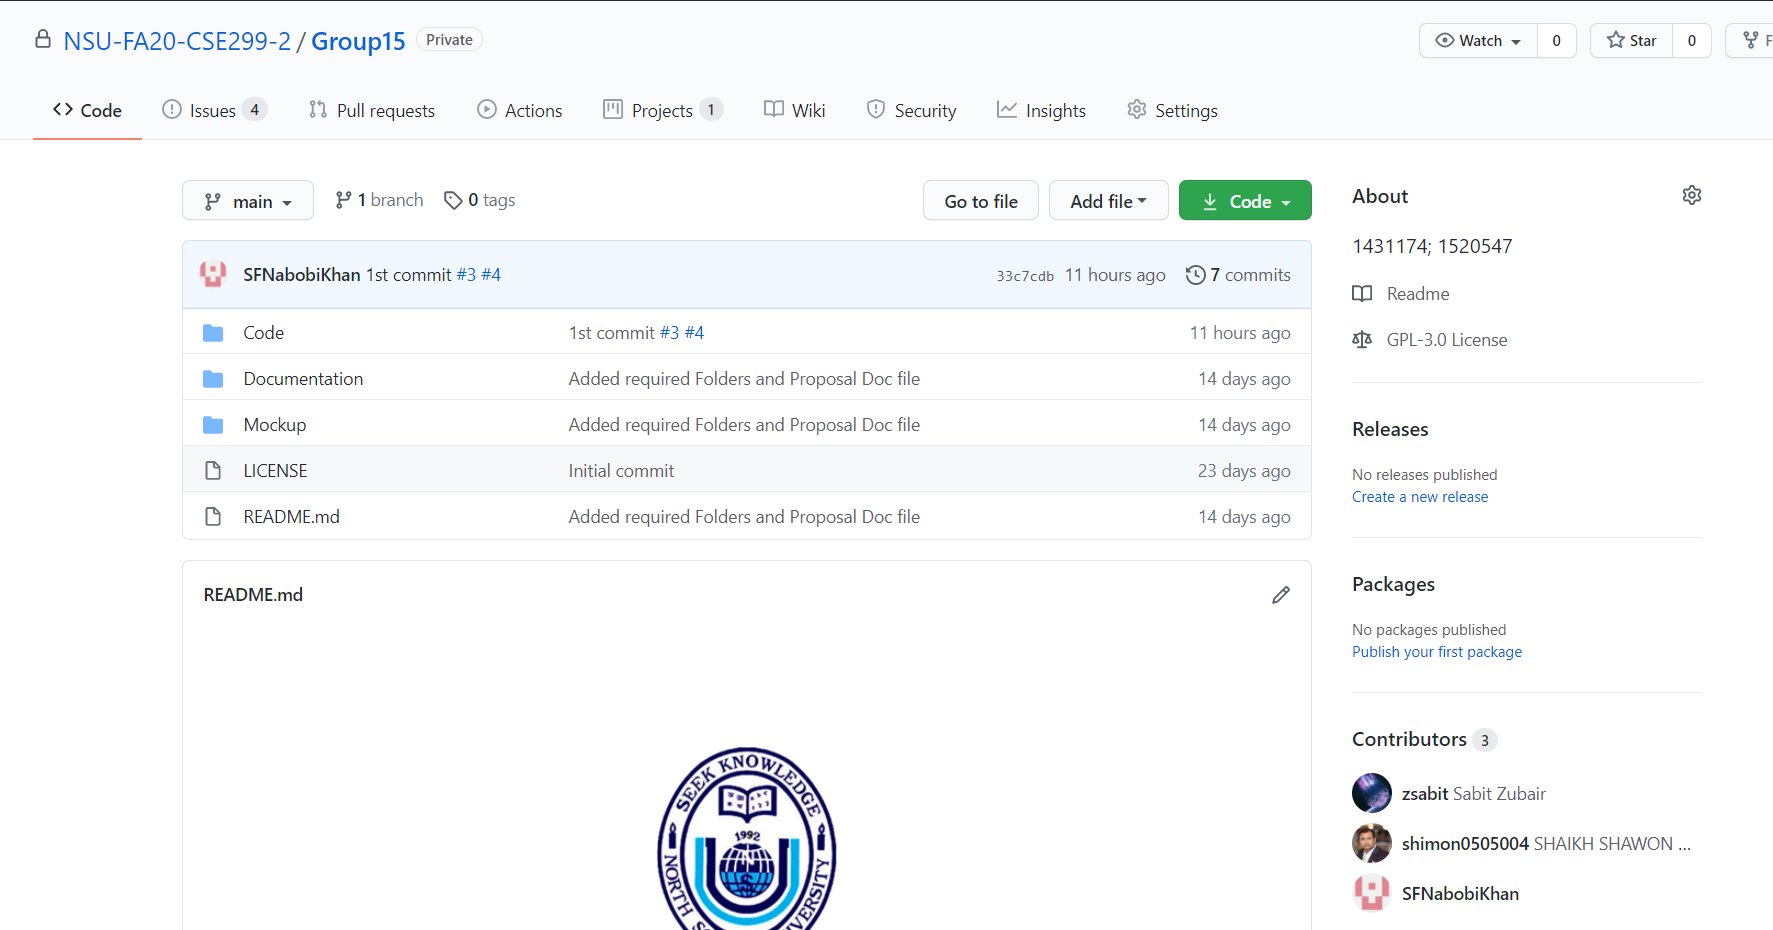 NSU-FA20-CSE299-2 / Group15 Private Watch 0 Star 0 F
Code Issues 4 Pull requests Actions Projects 1 Wiki Security Insights Settings
main 1 branch 0 tags Go to file Add file Code
SFNabobiKhan 1st commit #3 #4 33c7cdb 11 hours ago 7 commits
Code 1st commit #3 #4 11 hours ago
Documentation Added required Folders and Proposal Doc file 14 days ago
Mockup Added required Folders and Proposal Doc file 14 days ago
LICENSE Initial commit 23 days ago
README.md Added required Folders and Proposal Doc file 14 days ago
README.md
SEEK KNOWLEDGE
1992
NORTH
About
1431174; 1520547
Readme
GPL-3.0 License
Releases
No releases published
Create a new release
Packages
No packages published
Publish your first package
Contributors 3
zsabit Sabit Zubair
shimon0505004 SHAIKH SHAWON ...
SFNabobiKhan